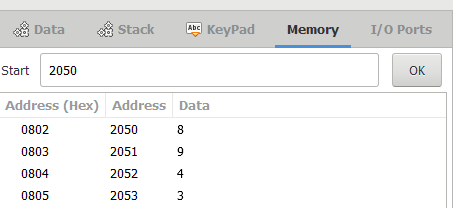 Data Stack Abc KeyPad Memory I/O Ports
Start 2050 OK
Address (Hex) Address Data
0802 2050 8
0803 2051 9
0804 2052 4
0805 2053 3